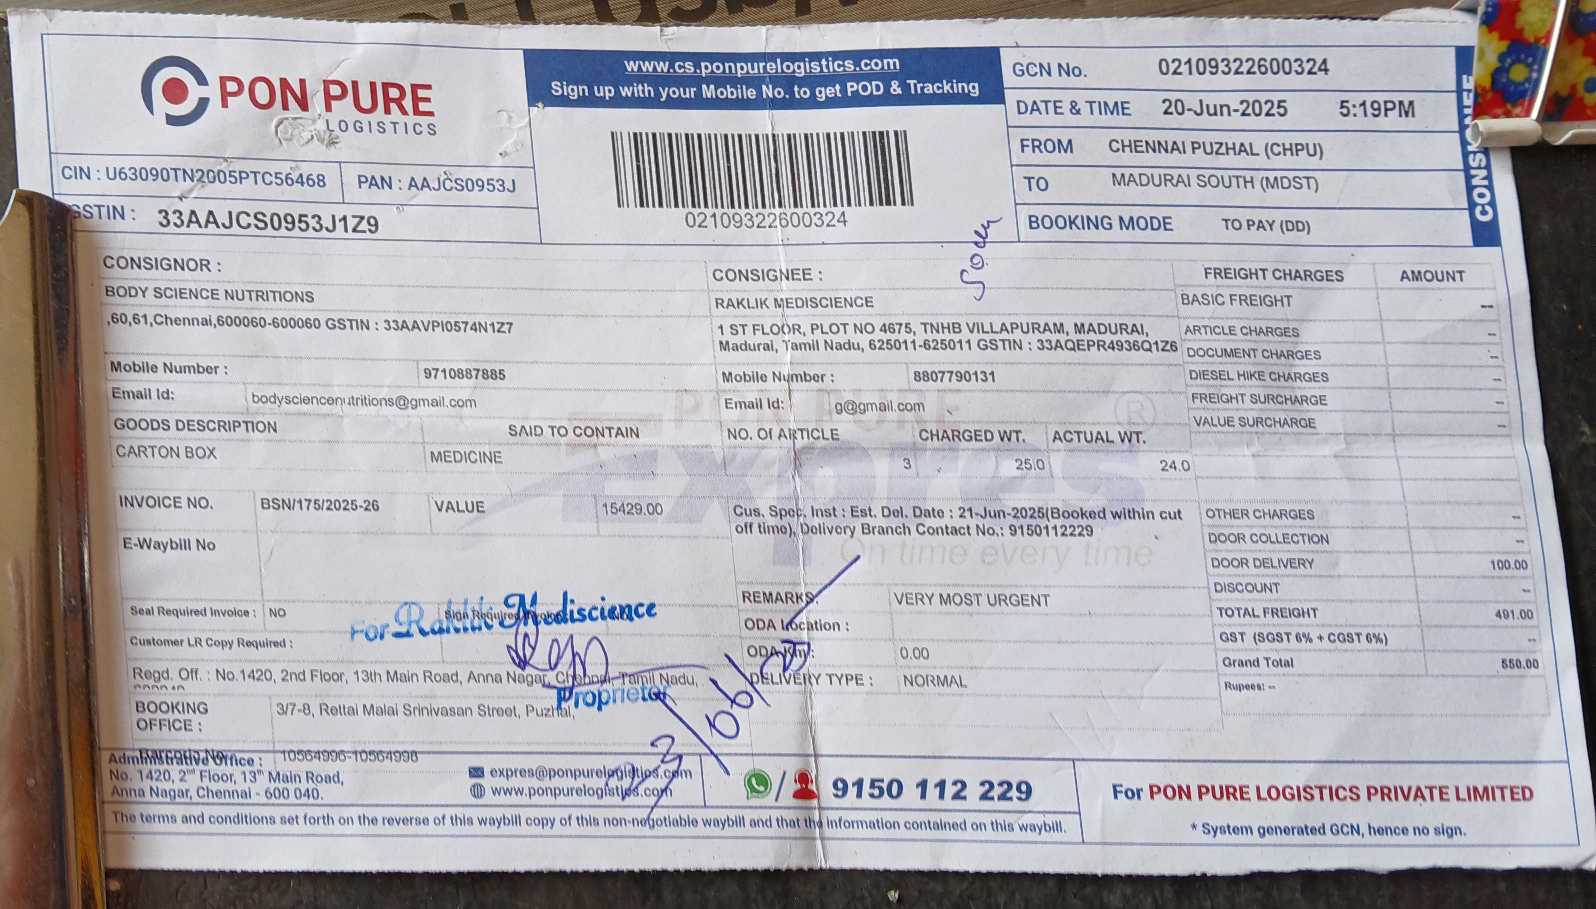 PON PURE
LOGISTICS
www.cs.ponpurelogistics.com
Sign up with your Mobile No. to get POD & Tracking
02109322600324
GCN No. 02109322600324
DATE & TIME 20-Jun-2025 5:19PM
FROM CHENNAI PUZHAL (CHPU)
TO MADURAI SOUTH (MDST)
BOOKING MODE TO PAY (DD)
CIN : U63090TN2005PTC56468 PAN : AAJCS0953J
GSTIN : 33AAJCS0953J1Z9
CONSIGNOR :
BODY SCIENCE NUTRITIONS
,60,61,Chennai,600060-600060 GSTIN : 33AAVPI0574N1Z7
Mobile Number : 9710887885
Email Id: bodysciencenutritions@gmail.com
CONSIGNEE :
RAKLIK MEDISCIENCE
1 ST FLOOR, PLOT NO 4675, TNHB VILLAPURAM, MADURAI,
Madurai, Tamil Nadu, 625011-625011 GSTIN : 33AQEPR4936Q1Z6
Mobile Number : 8807790131
Email Id: g@gmail.com
GOODS DESCRIPTION SAID TO CONTAIN NO. Of ARTICLE CHARGED WT. ACTUAL WT.
CARTON BOX MEDICINE 3 25.0 24.0
INVOICE NO. BSN/175/2025-26 VALUE 15429.00
E-Waybill No
Cus. Spec. Inst : Est. Del. Date : 21-Jun-2025(Booked within cut
off time), Delivery Branch Contact No.: 9150112229
PON PURE
Expres
On time every time
REMARKS: VERY MOST URGENT
ODA Location :
ODA Km : 0.00
DELIVERY TYPE : NORMAL
Seal Required Invoice : NO
Customer LR Copy Required :
For Raklik Mediscience
Proprietor
23/06/25
Regd. Off. : No.1420, 2nd Floor, 13th Main Road, Anna Nagar, Chennai, Tamil Nadu,
BOOKING
OFFICE :
3/7-8, Rettai Malai Srinivasan Street, Puzhal,
Barcode No 10564996-10564998
FREIGHT CHARGES AMOUNT
BASIC FREIGHT --
ARTICLE CHARGES --
DOCUMENT CHARGES --
DIESEL HIKE CHARGES --
FREIGHT SURCHARGE --
VALUE SURCHARGE --
OTHER CHARGES --
DOOR COLLECTION --
DOOR DELIVERY 100.00
DISCOUNT --
TOTAL FREIGHT 491.00
GST (SGST 6% + CGST 6%) --
Grand Total 550.00
Rupees: --
Administrative Office :
No. 1420, 2nd Floor, 13th Main Road,
Anna Nagar, Chennai - 600 040.
expres@ponpurelogistics.com
www.ponpurelogistics.com
/ 9150 112 229
For PON PURE LOGISTICS PRIVATE LIMITED
* System generated GCN, hence no sign.
The terms and conditions set forth on the reverse of this waybill copy of this non-negotiable waybill and that the information contained on this waybill.